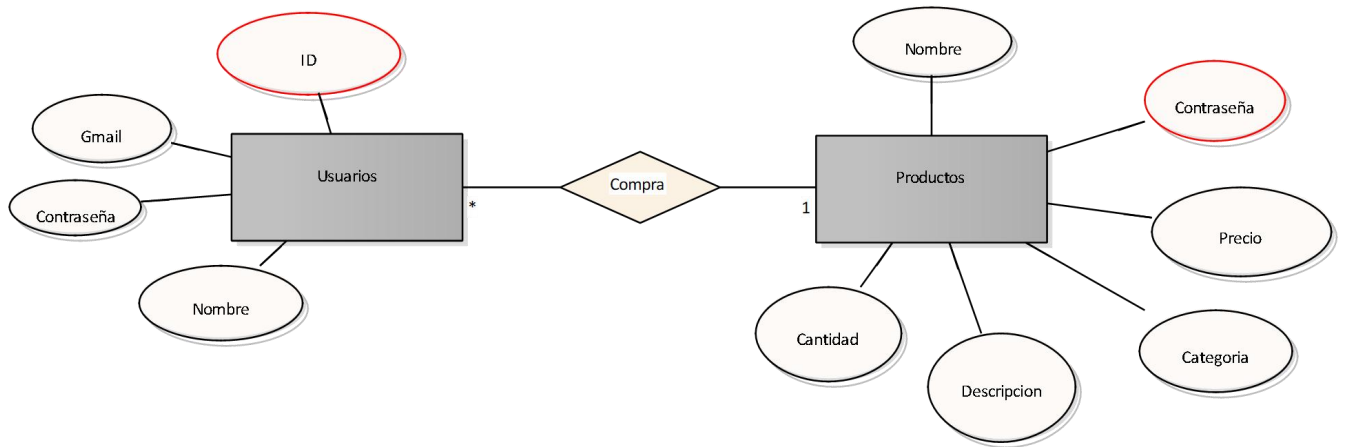 ID
Gmail
Usuarios
Contraseña
Nombre
*
Compra
1
Nombre
Contraseña
Productos
Precio
Cantidad
Descripcion
Categoria